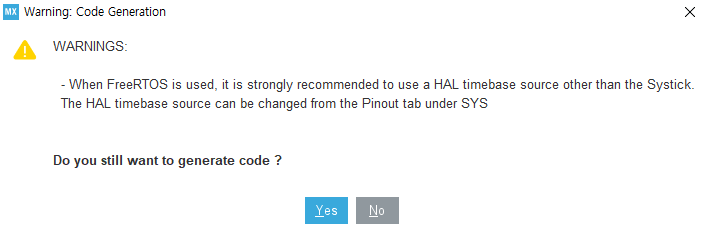 MX Warning: Code Generation
WARNINGS:
- When FreeRTOS is used, it is strongly recommended to use a HAL timebase source other than the Systick.
The HAL timebase source can be changed from the Pinout tab under SYS
Do you still want to generate code ?
Yes No